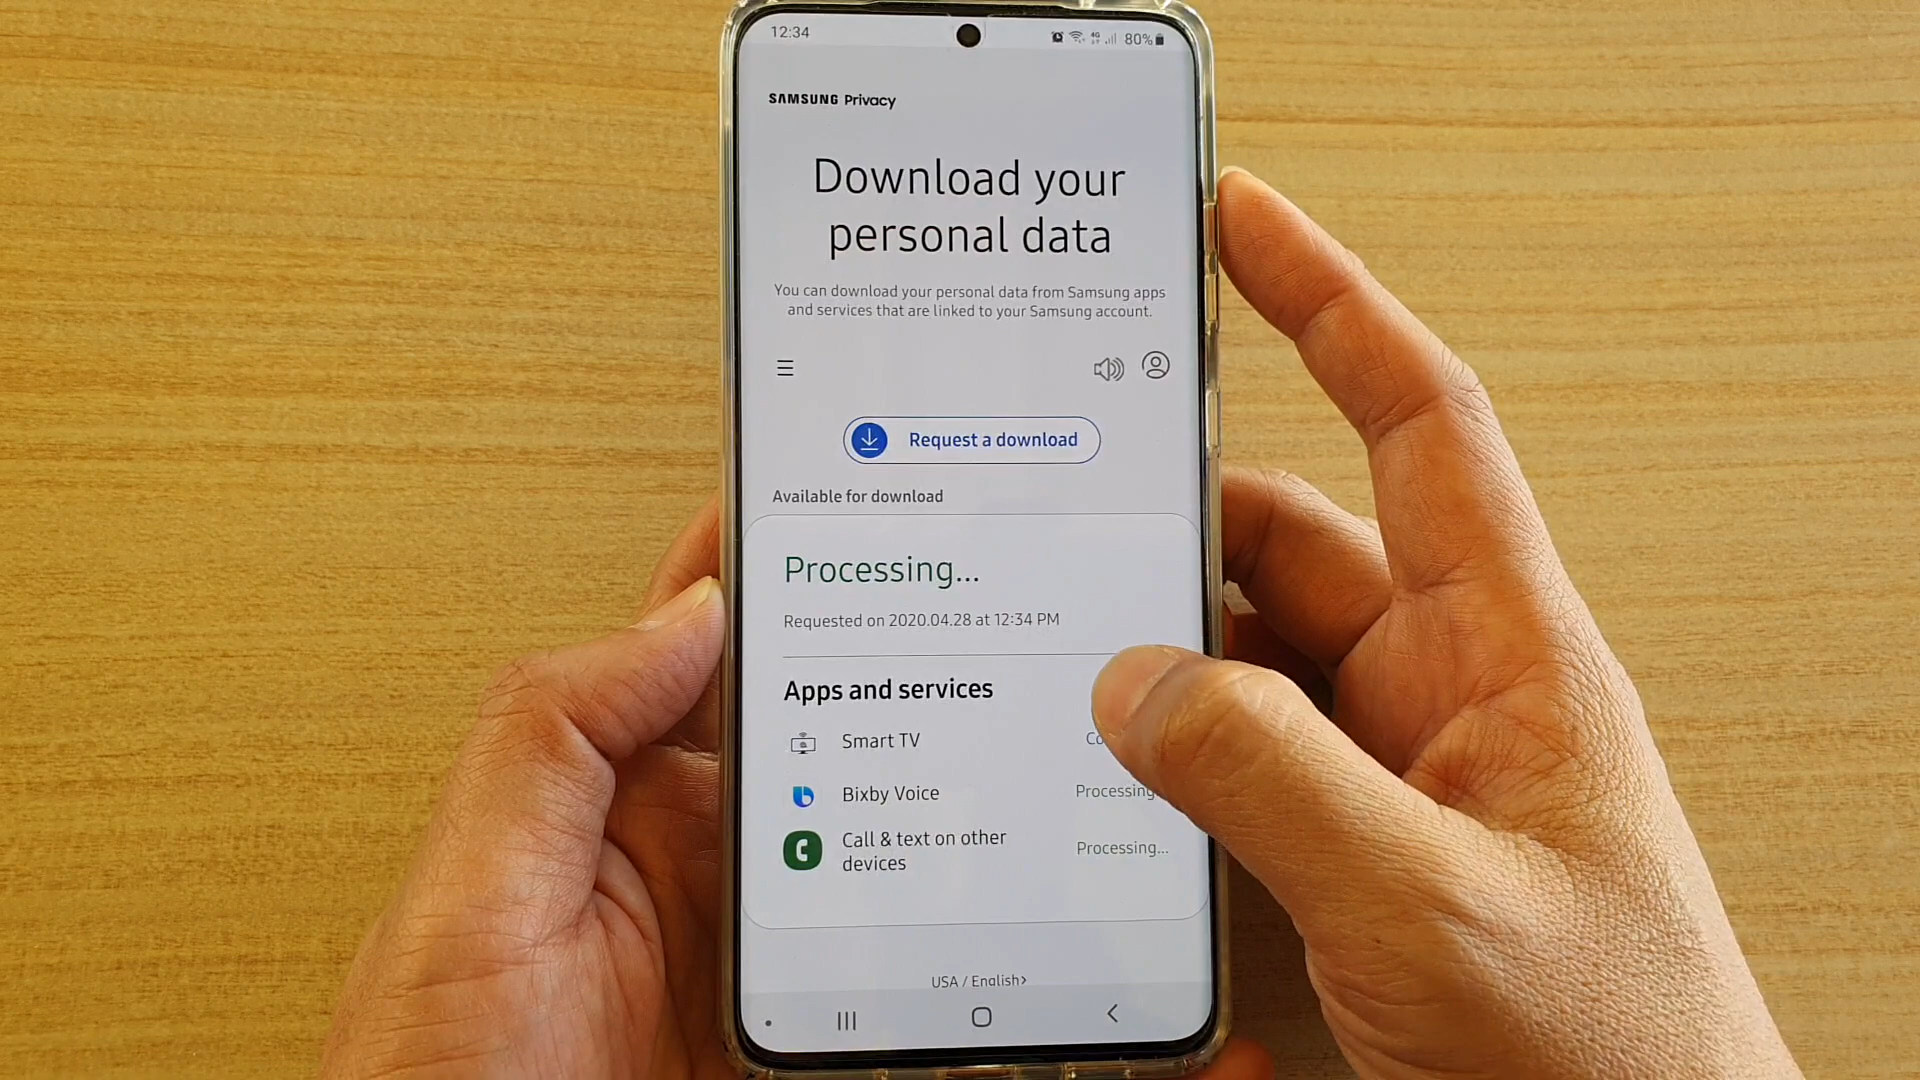 12:34
4G 80%
SAMSUNG Privacy
Download your
personal data
You can download your personal data from Samsung apps
and services that are linked to your Samsung account.
Request a download
Available for download
Processing...
Requested on 2020.04.28 at 12:34 PM
Apps and services
Smart TV
Bixby Voice Processing
Call & text on other
devices
Processing...
USA / English>